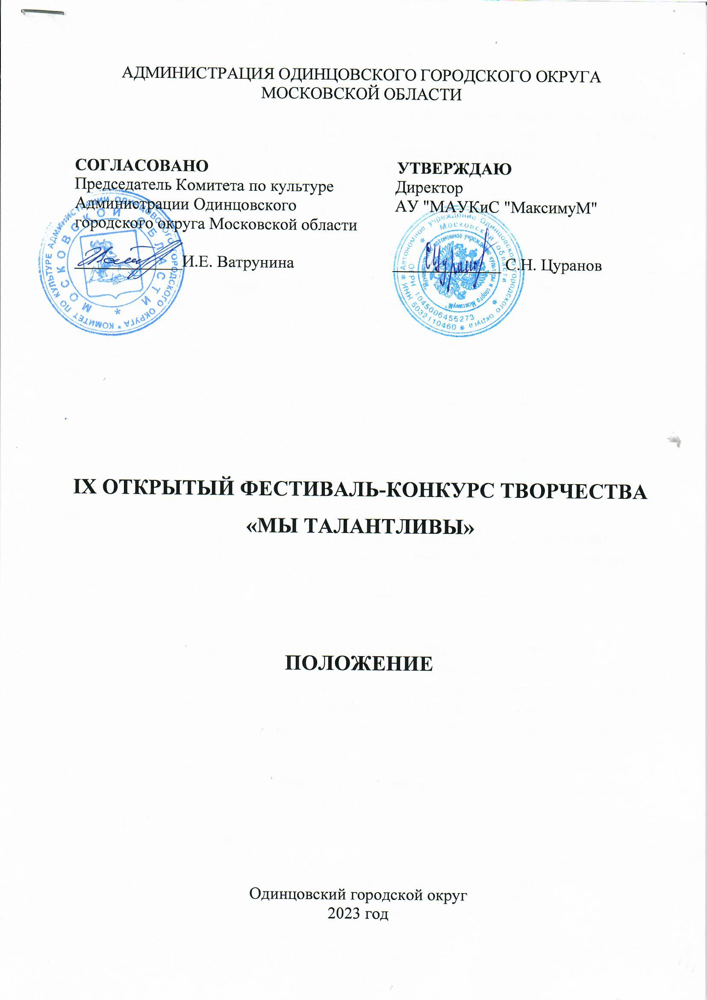 АДМИНИСТРАЦИЯ ОДИНЦОВСКОГО ГОРОДСКОГО ОКРУГА
МОСКОВСКОЙ ОБЛАСТИ
СОГЛАСОВАНО
Председатель Комитета по культуре
Администрации Одинцовского
городского округа Московской области
И.Е. Ватрунина
КОМИТЕТ ПО КУЛЬТУРЕ АДМИНИСТРАЦИИ ОДИНЦОВСКОГО ГОРОДСКОГО ОКРУГА *
МОСКОВСКОЙ ОБЛАСТИ *
УТВЕРЖДАЮ
Директор
АУ "МАУКиС "МаксимуМ"
С.Н. Цуранов
* Автономное учреждение Одинцовского городского округа * ИНН 5032110460
* Московской области * ОГРН 1045006455273
"Муниципальное автономное учреждение культуры и спорта МаксимуМ"
IX ОТКРЫТЫЙ ФЕСТИВАЛЬ-КОНКУРС ТВОРЧЕСТВА
«МЫ ТАЛАНТЛИВЫ»
ПОЛОЖЕНИЕ
Одинцовский городской округ
2023 год